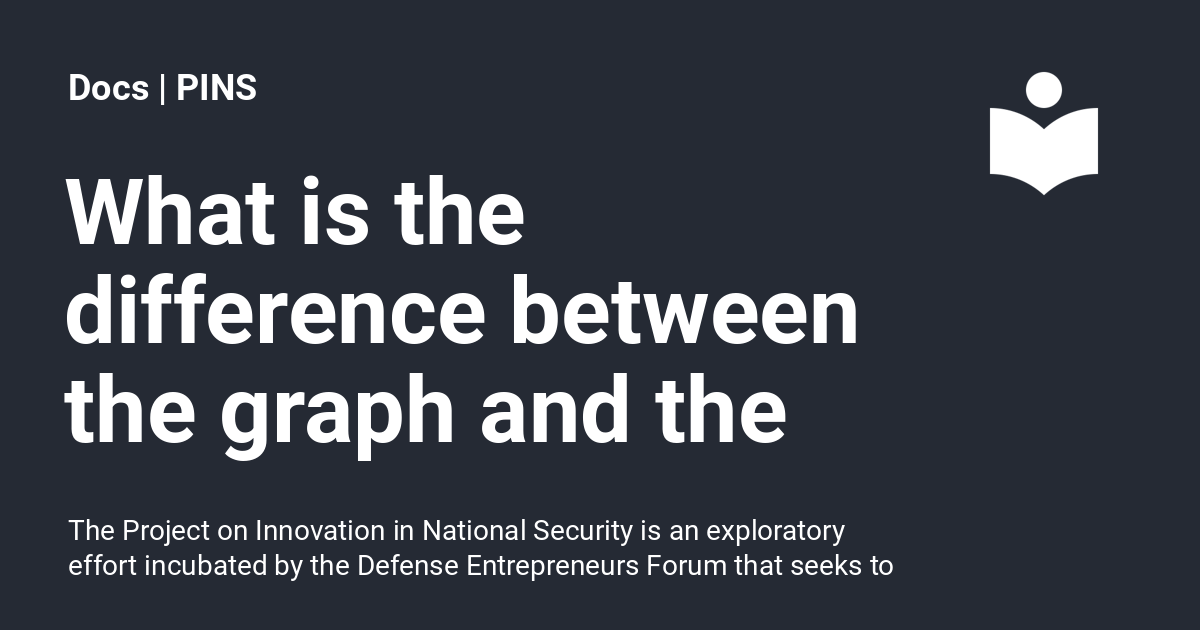 Docs | PINS
What is the
difference between
the graph and the
The Project on Innovation in National Security is an exploratory
effort incubated by the Defense Entrepreneurs Forum that seeks to